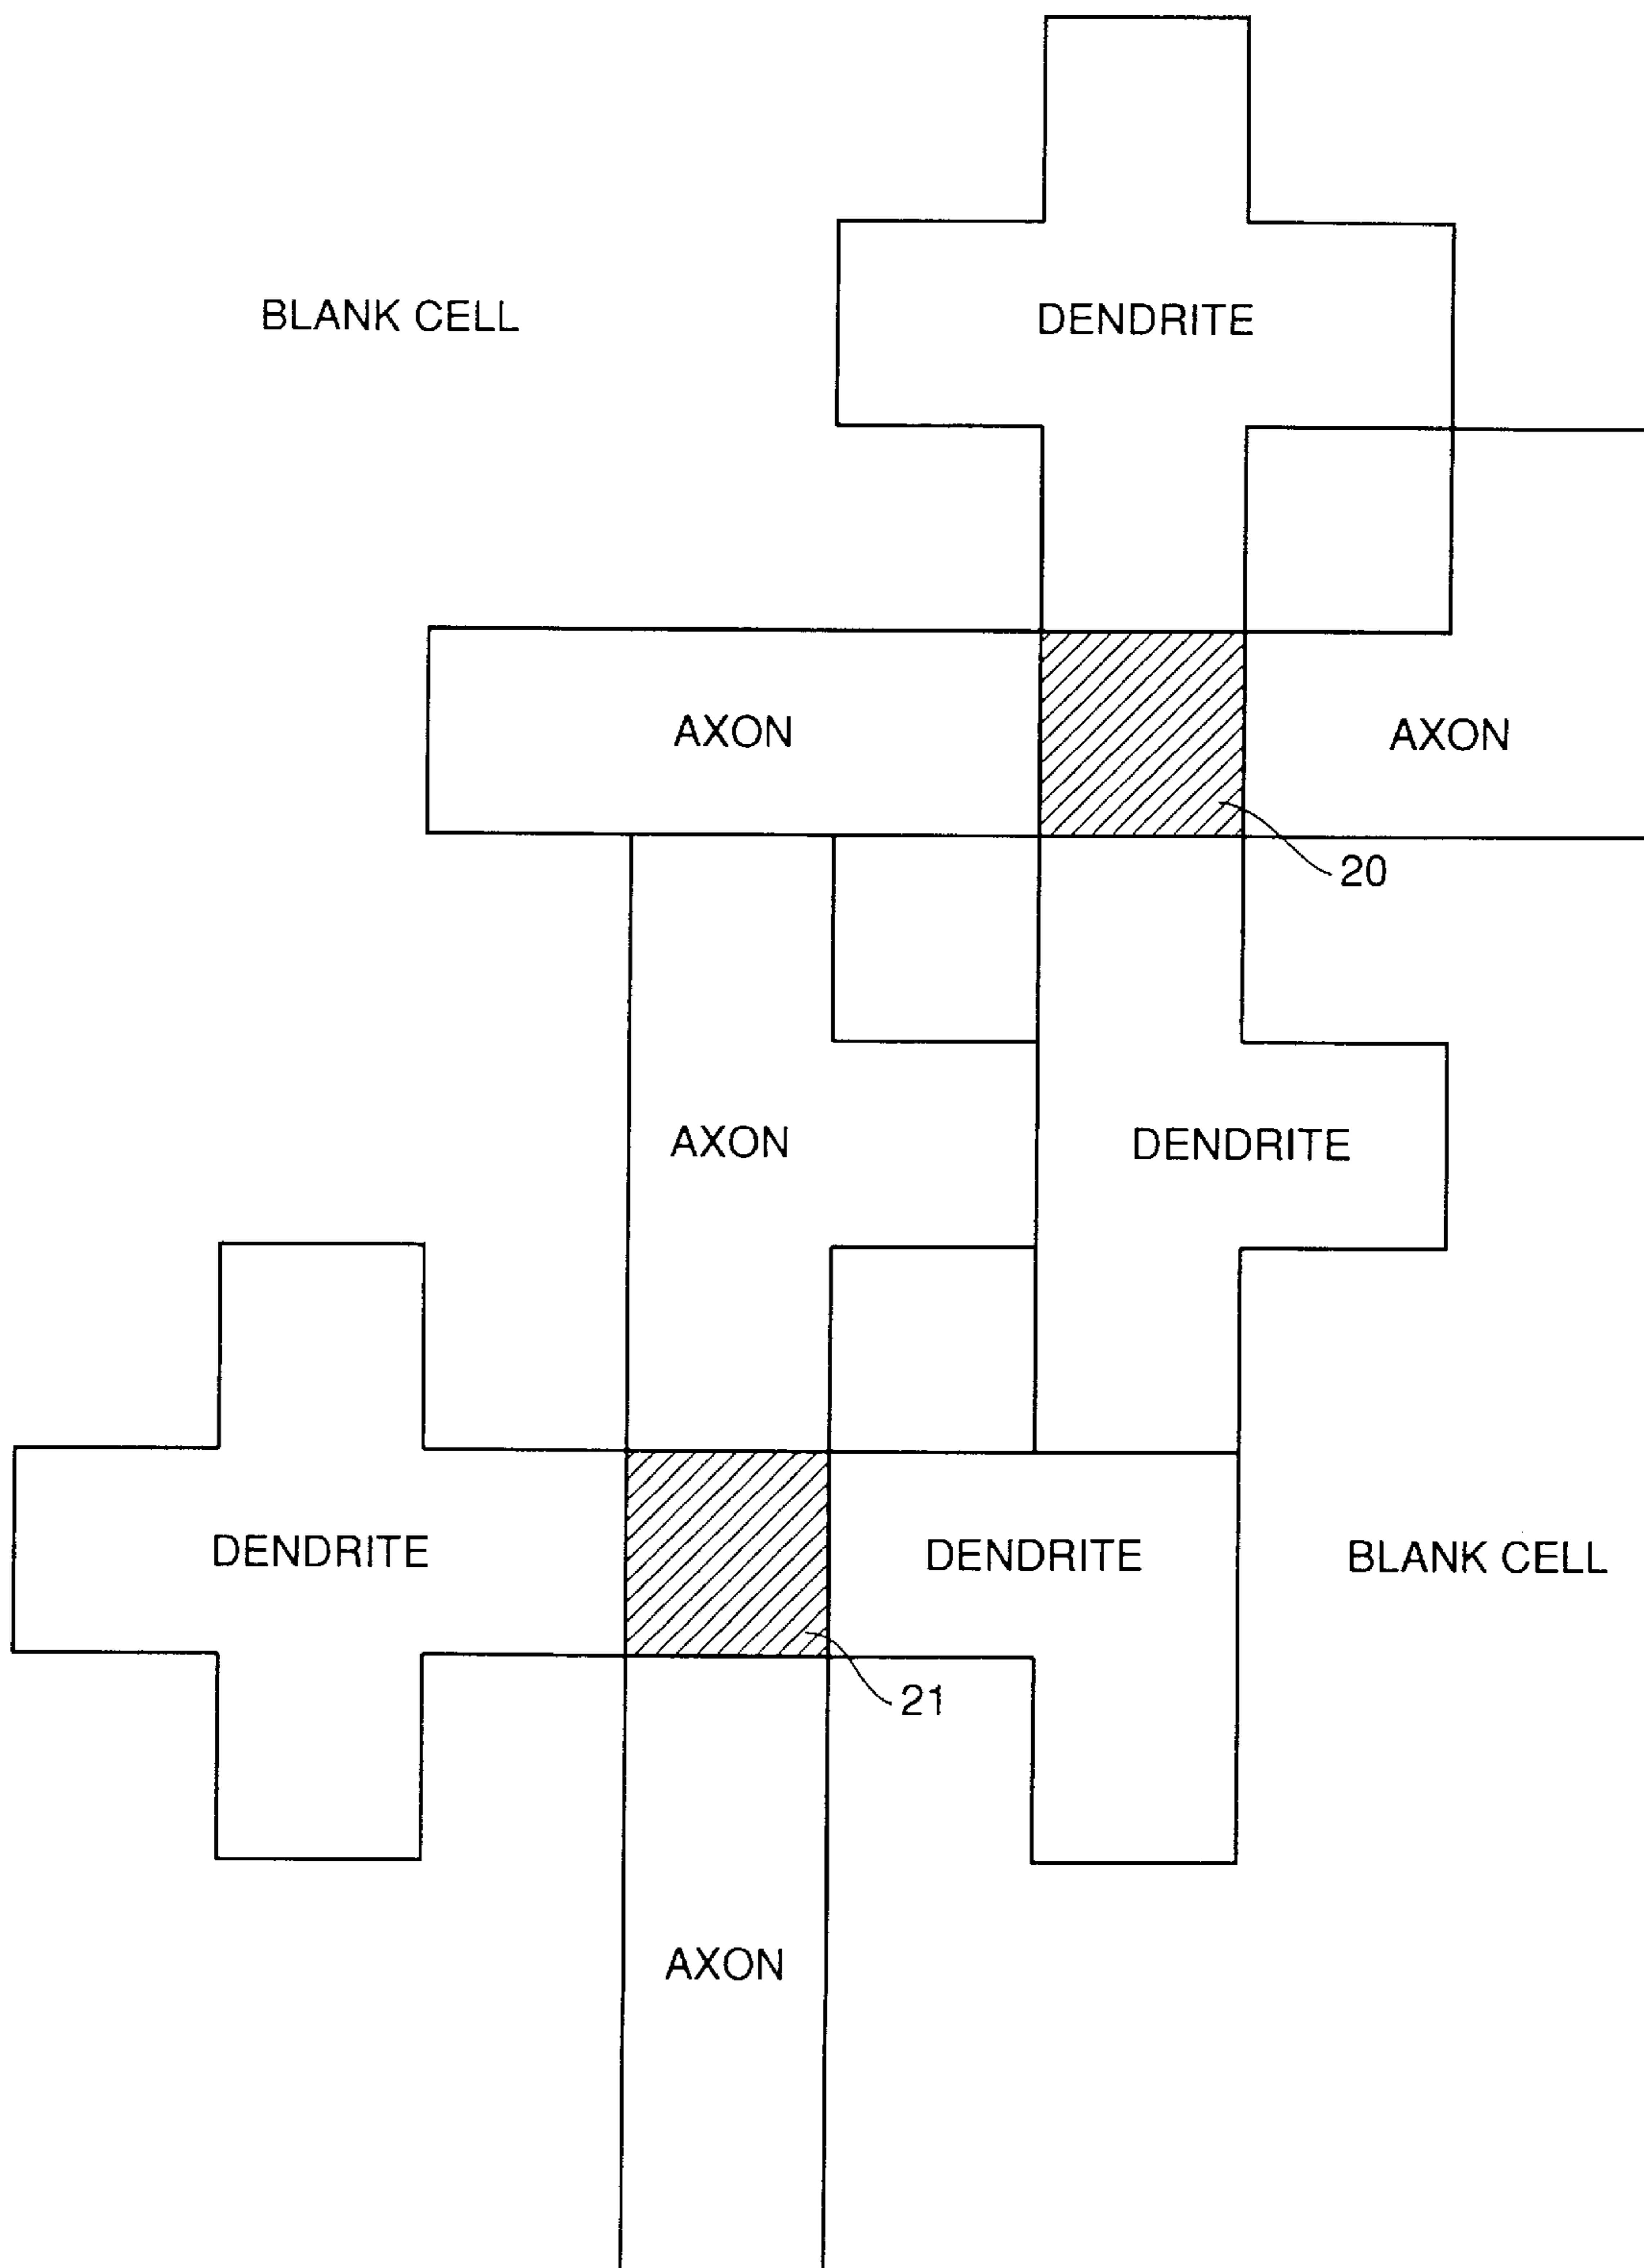 BLANK CELL
DENDRITE
AXON
AXON
20
AXON
DENDRITE
DENDRITE
DENDRITE
BLANK CELL
21
AXON